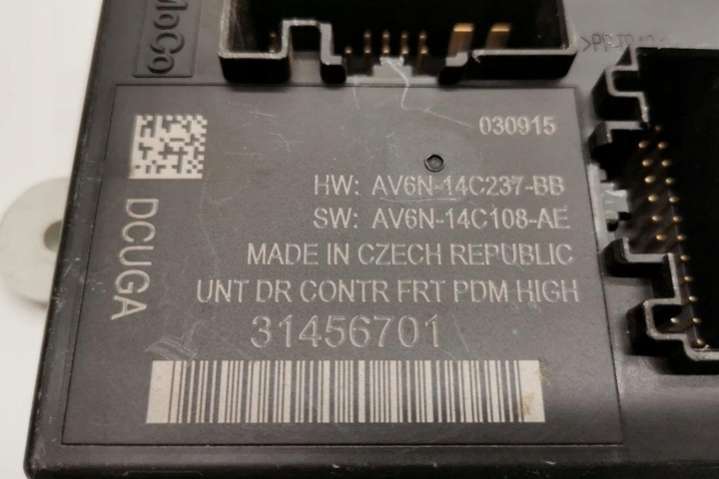 MoCo
030915
HW: AV6N-14C237-BB
SW: AV6N-14C108-AE
MADE IN CZECH REPUBLIC
UNT DR CONTR FRT PDM HIGH
31456701
DCUGA